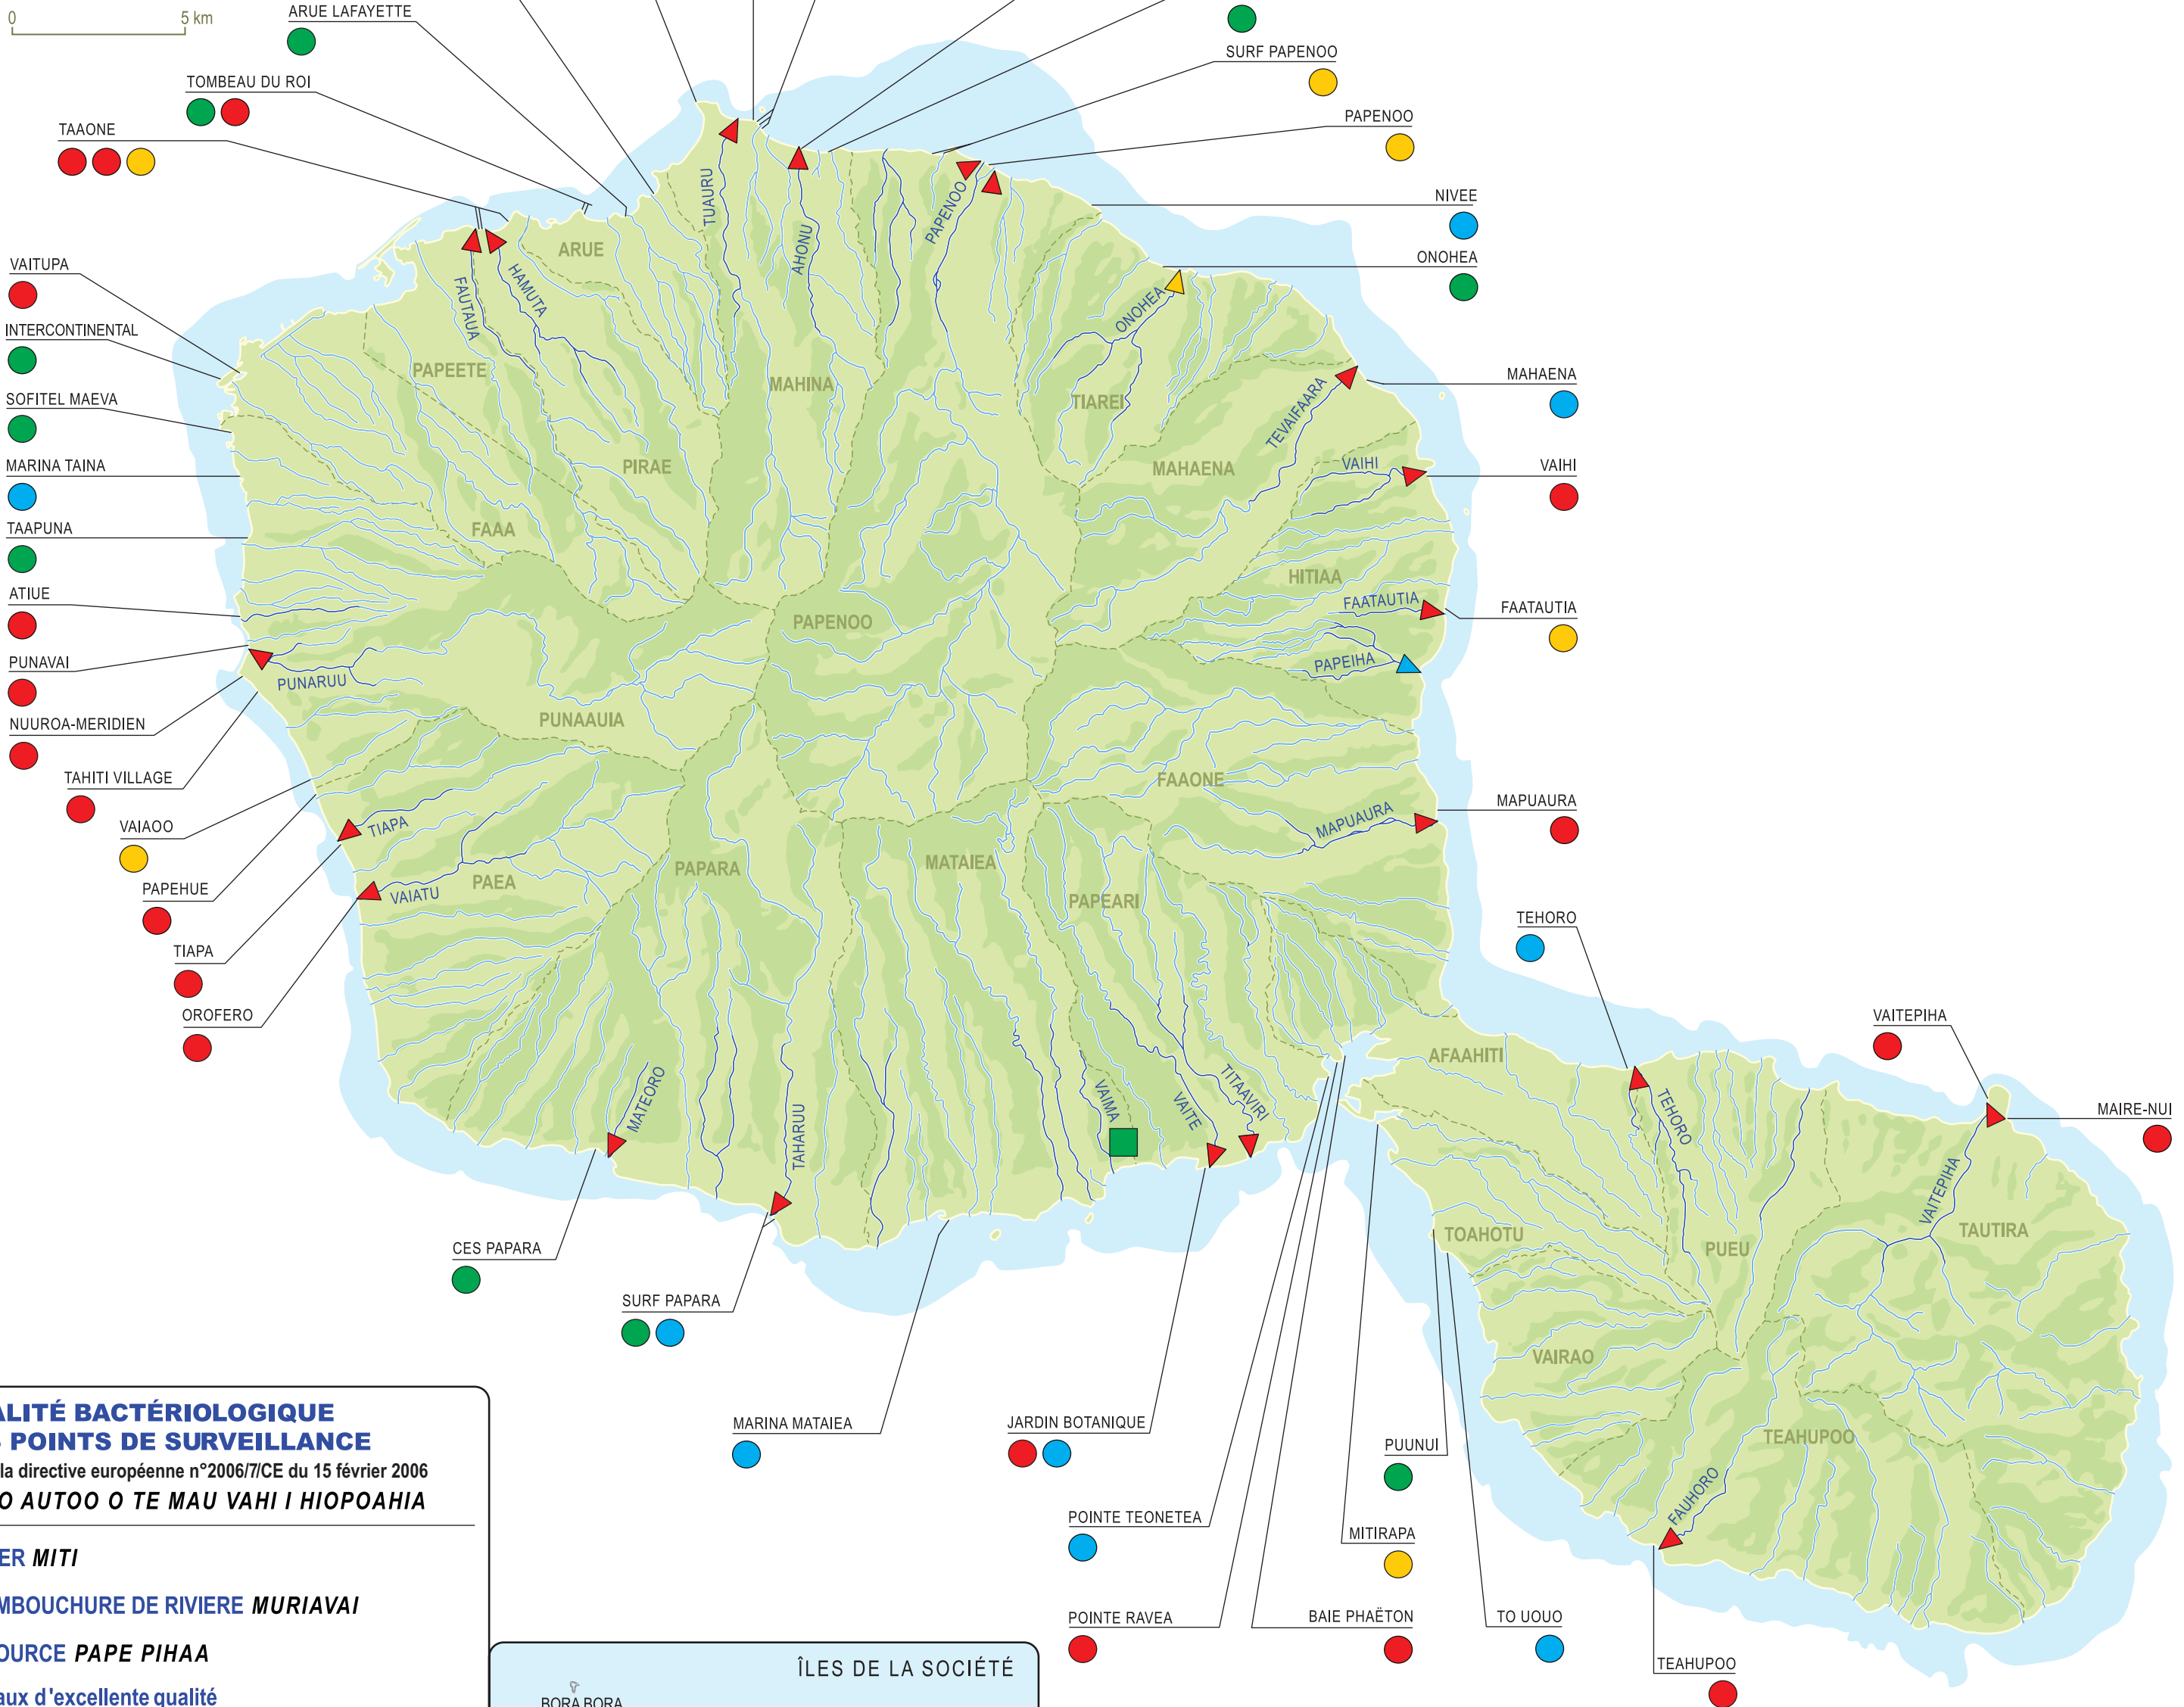 0 5 km
ARUE LAFAYETTE
TOMBEAU DU ROI
TAAONE
SURF PAPENOO
PAPENOO
NIVEE
ONOHEA
MAHAENA
VAIHI
FAATAUTIA
MAPUAURA
TEHORO
VAITEPIHA
MAIRE-NUI
VAITUPA
INTERCONTINENTAL
SOFITEL MAEVA
MARINA TAINA
TAAPUNA
ATIUE
PUNAVAI
NUUROA-MERIDIEN
TAHITI VILLAGE
VAIAOO
PAPEHUE
TIAPA
OROFERO
CES PAPARA
SURF PAPARA
MARINA MATAIEA
JARDIN BOTANIQUE
POINTE TEONETEA
POINTE RAVEA
BAIE PHAËTON
MITIRAPA
PUUNUI
TO UOUO
TEAHUPOO
TUAURU
AHONU
PAPENOO
FAUTAUA
HAMUTA
ONOHEA
TEVAIFAARA
VAIHI
FAATAUTIA
PAPEIHA
MAPUAURA
PUNARUU
TIAPA
VAIATU
MATEORO
TAHARUU
VAIMA
VAITE
TITAAVIRI
TEHORO
VAITEPIHA
FAUHORO
ARUE
PAPEETE
PIRAE
FAAA
MAHINA
TIAREI
MAHAENA
HITIAA
PAPENOO
PUNAAUIA
FAAONE
PAEA
PAPARA
MATAIEA
PAPEARI
AFAAHITI
TOAHOTU
PUEU
TAUTIRA
VAIRAO
TEAHUPOO
ALITÉ BACTÉRIOLOGIQUE
POINTS DE SURVEILLANCE
la directive européenne n°2006/7/CE du 15 février 2006
O AUTOO O TE MAU VAHI I HIOPOAHIA
ER MITI
MBOUCHURE DE RIVIERE MURIAVAI
OURCE PAPE PIHAA
aux d'excellente qualité
ÎLES DE LA SOCIÉTÉ
BORA BORA